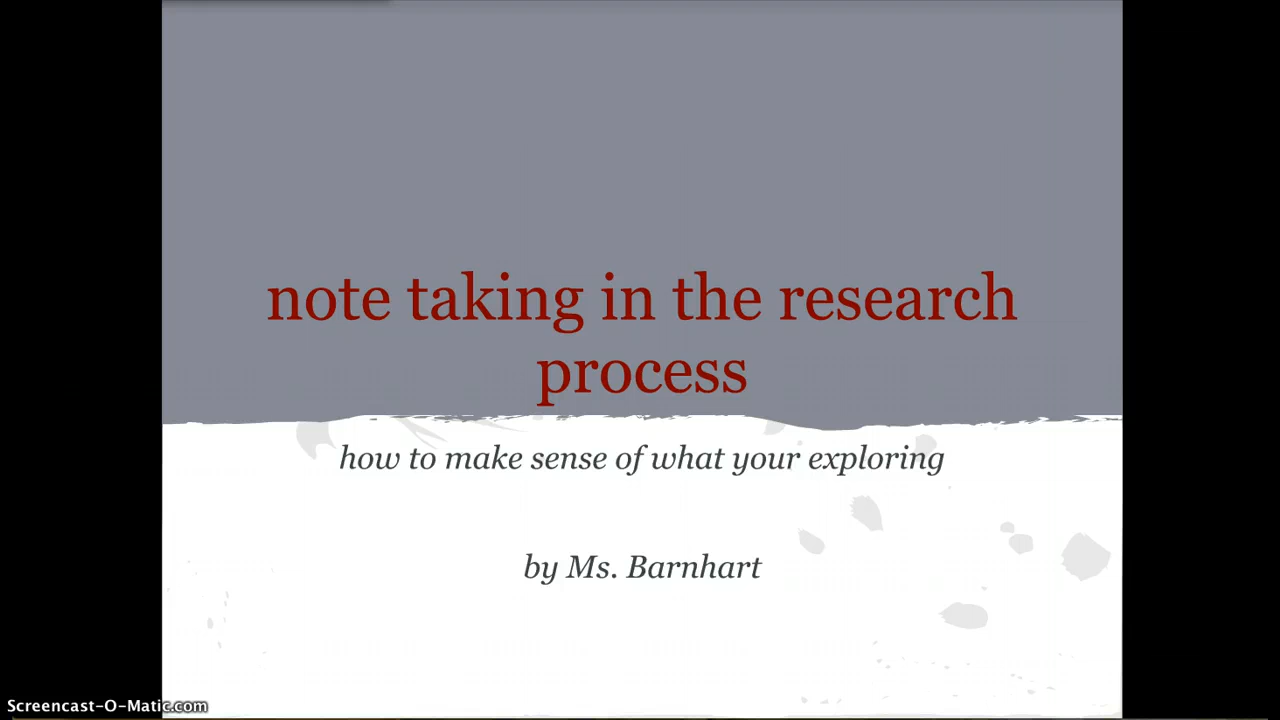 note taking in the research
process
how to make sense of what your exploring
by Ms. Barnhart
Screencast-O-Matic.com